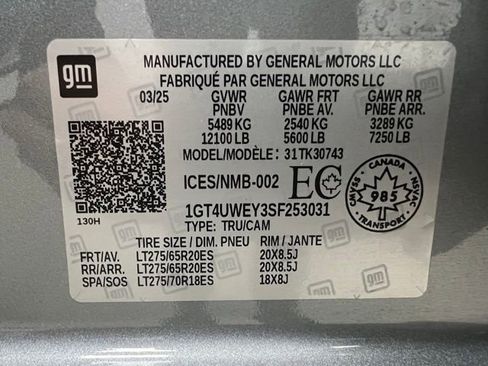 gm
MANUFACTURED BY GENERAL MOTORS LLC
FABRIQUÉ PAR GENERAL MOTORS LLC
03/25 GVWR GAWR FRT GAWR RR
PNBV PNBE AV. PNBE ARR.
5489 KG 2540 KG 3289 KG
12100 LB 5600 LB 7250 LB
MODEL/MODÈLE: 31TK30743
ICES/NMB-002 EC
CANADA
CMVSS 985 NSVAC
1GT4UWEY3SF253031
130H TYPE: TRU/CAM
TIRE SIZE / DIM. PNEU RIM / JANTE
FRT/AV. LT275/65R20ES 20X8.5J
RR/ARR. LT275/65R20ES 20X8.5J
SPA/SOS LT275/70R18ES 18X8J